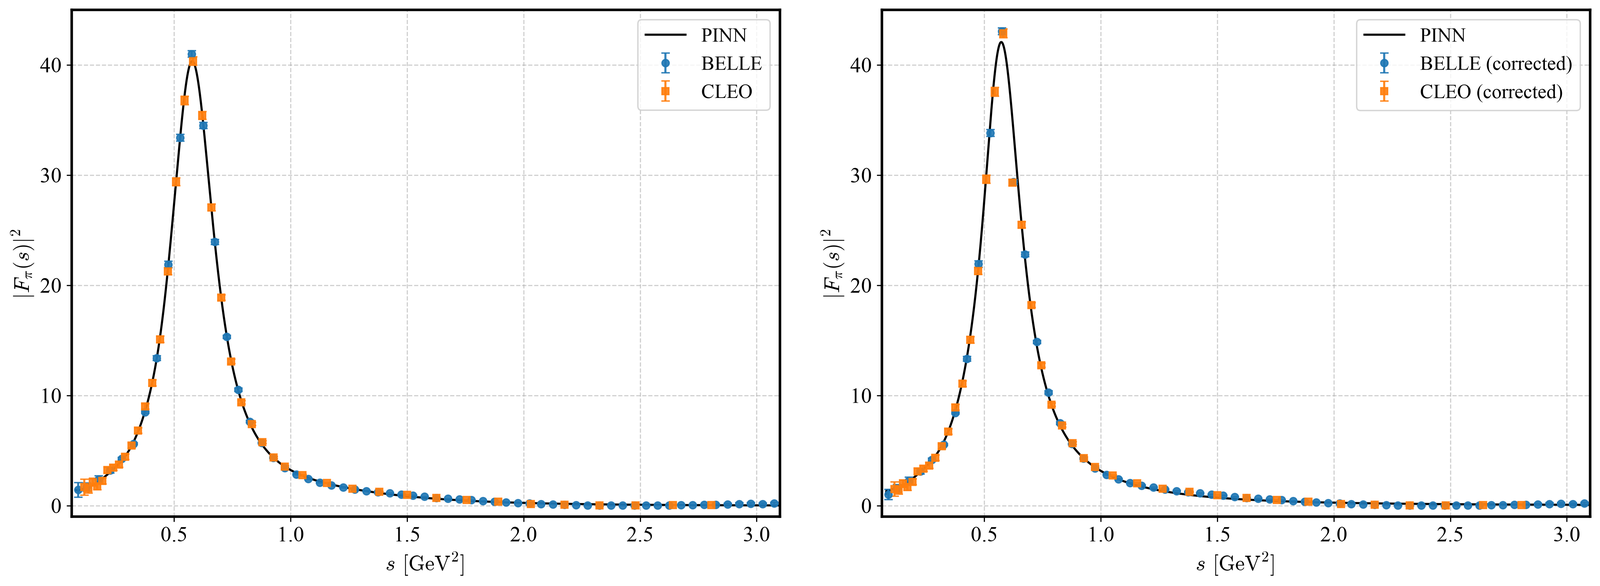 PINN
BELLE
CLEO
40
30
20
10
0
|Fπ(s)|²
0.5 1.0 1.5 2.0 2.5 3.0
s [GeV²]
PINN
BELLE (corrected)
CLEO (corrected)
40
30
20
10
0
|Fπ(s)|²
0.5 1.0 1.5 2.0 2.5 3.0
s [GeV²]